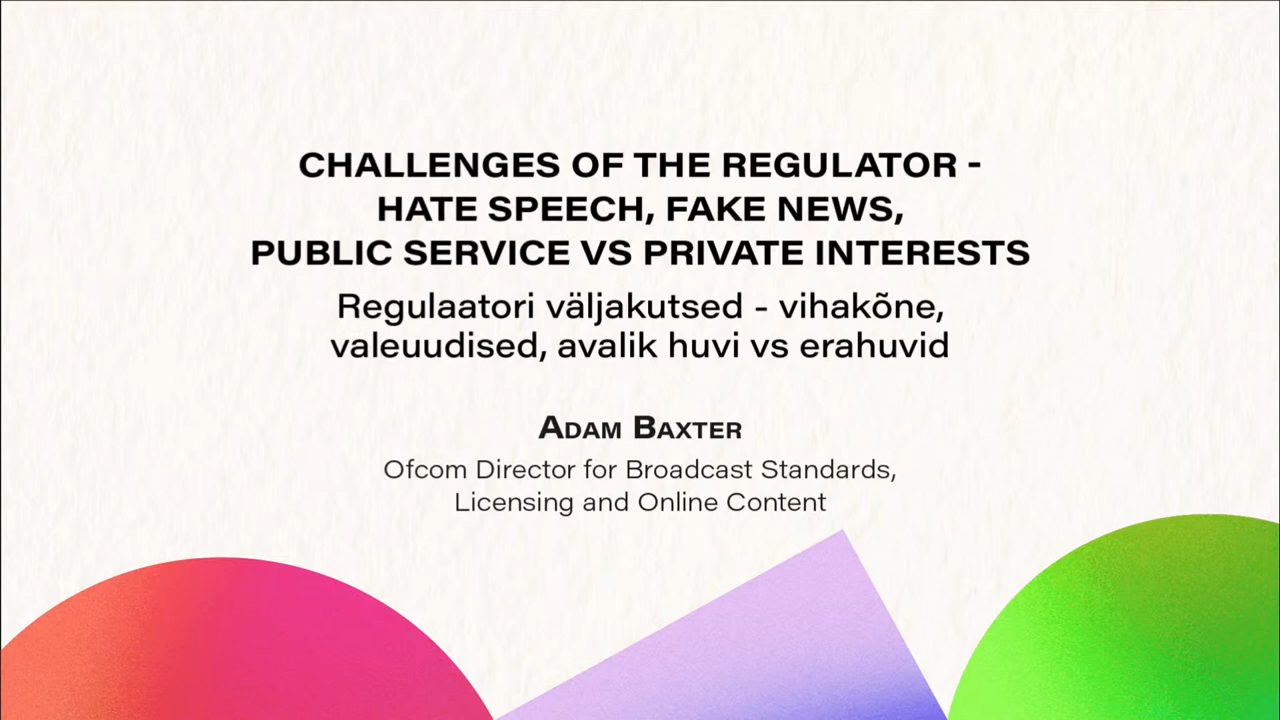 CHALLENGES OF THE REGULATOR -
HATE SPEECH, FAKE NEWS,
PUBLIC SERVICE VS PRIVATE INTERESTS
Regulaatori väljakutsed - vihakõne,
valeuudised, avalik huvi vs erahuvid
ADAM BAXTER
Ofcom Director for Broadcast Standards,
Licensing and Online Content